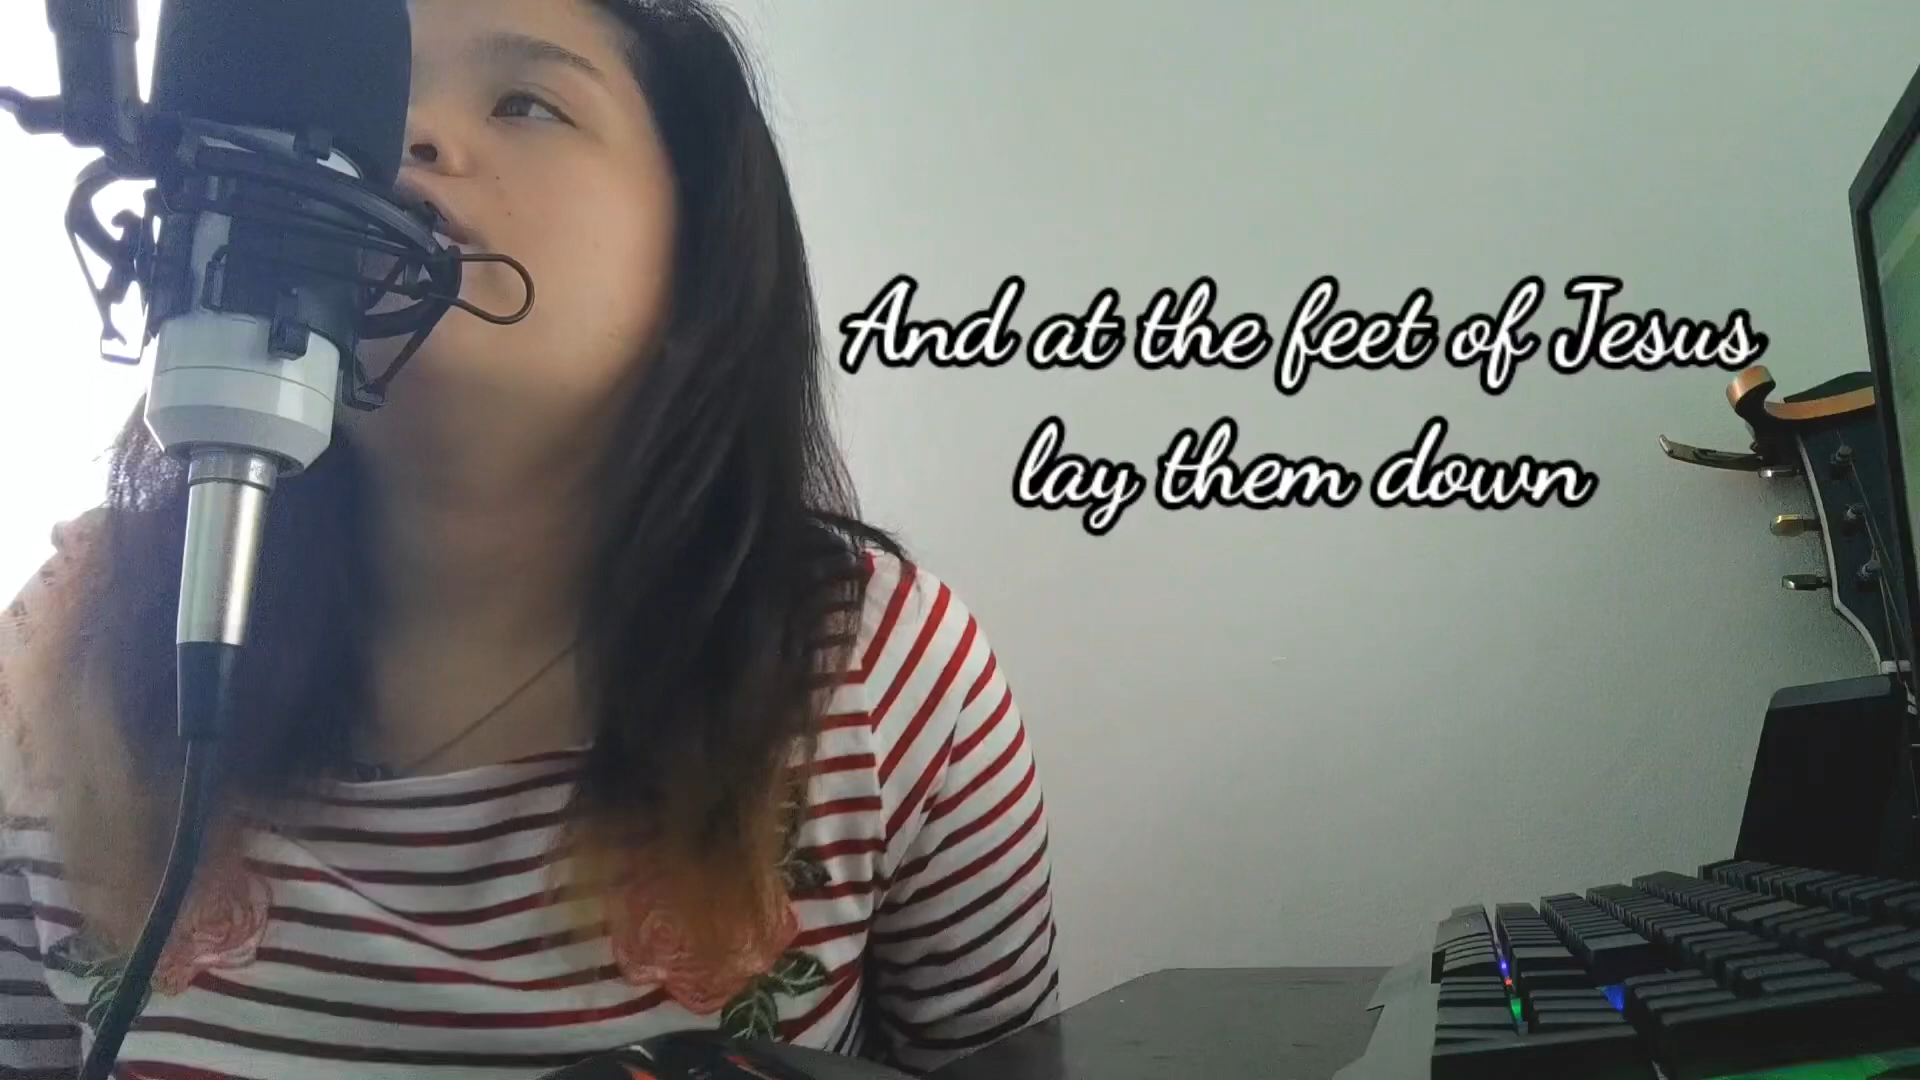 And at the feet of Jesus
lay them down